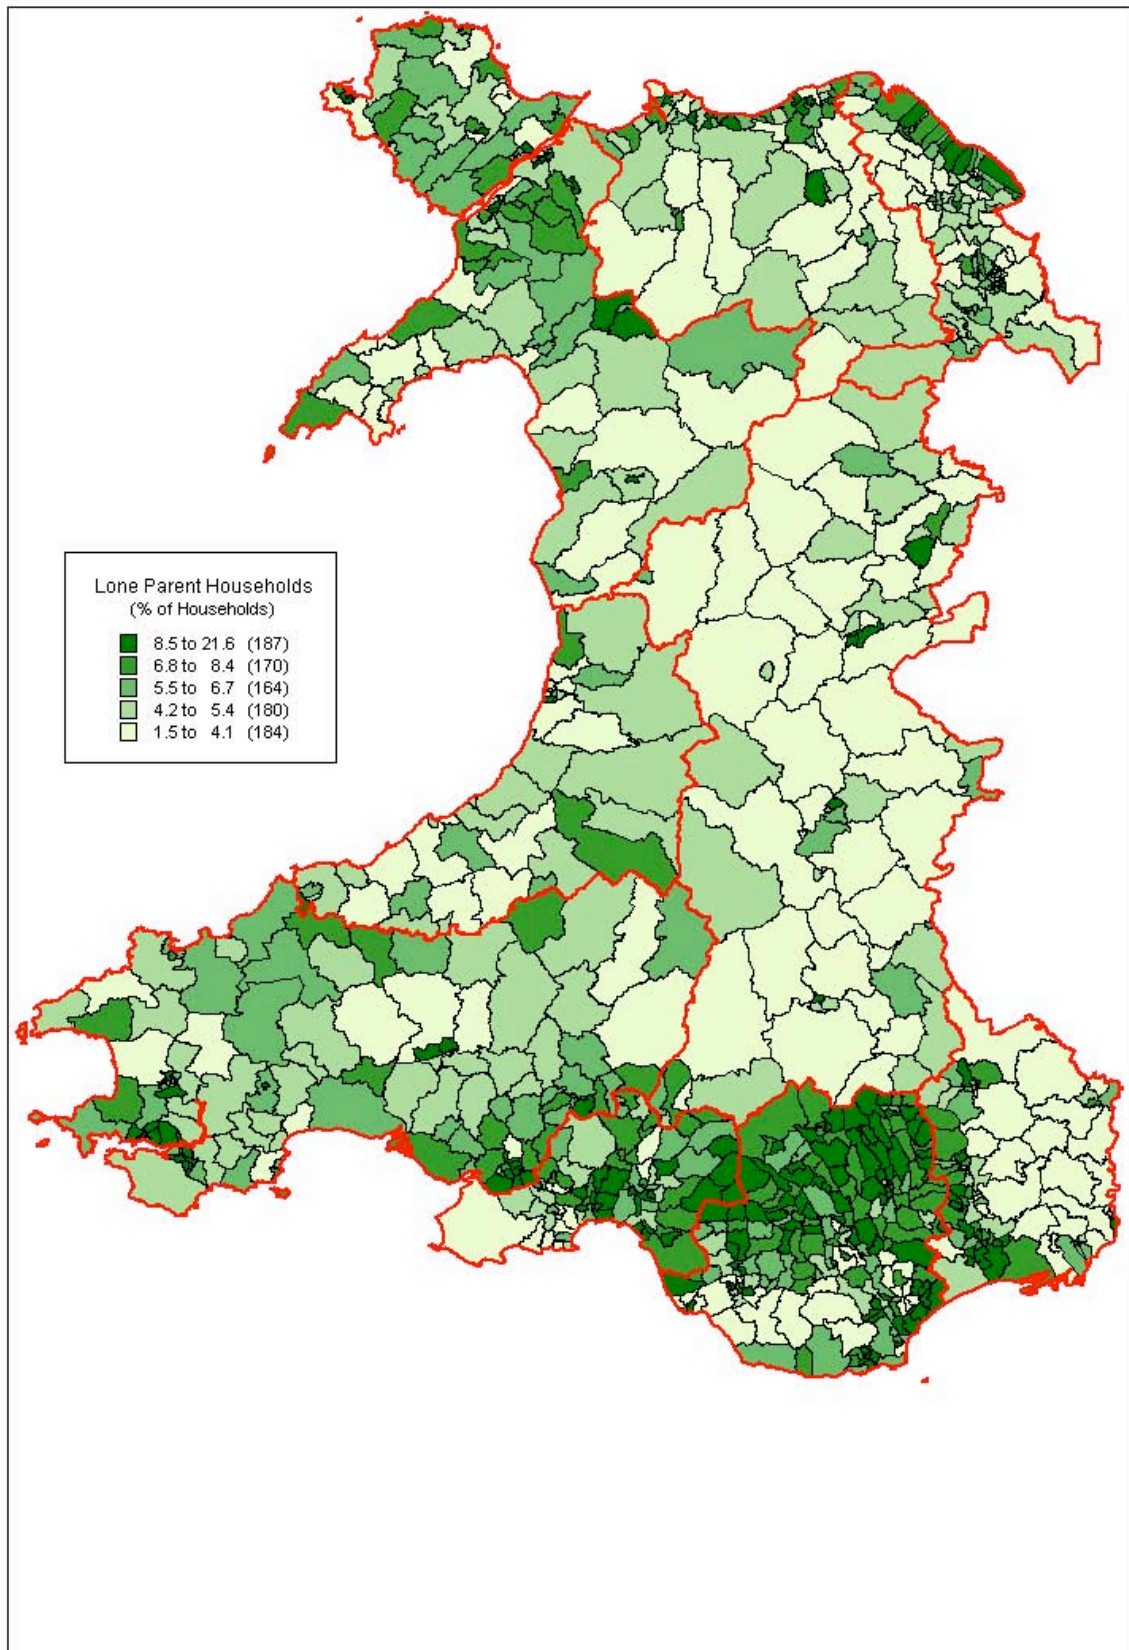 Lone Parent Households
(% of Households)
8.5 to 21.6 (187)
6.8 to 8.4 (170)
5.5 to 6.7 (164)
4.2 to 5.4 (180)
1.5 to 4.1 (184)